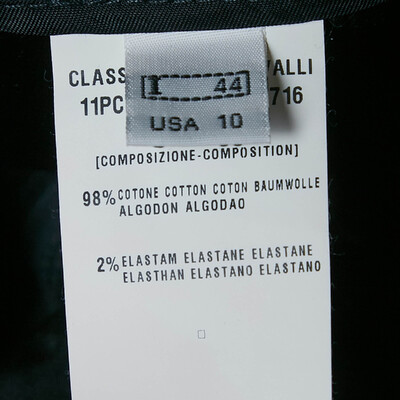 CLASS VALLI
11PC 716
I 44
USA 10
[COMPOSIZIONE-COMPOSITION]
98% COTONE COTTON COTON BAUMWOLLE
ALGODON ALGODAO
2% ELASTAM ELASTANE ELASTANE
ELASTHAN ELASTANO ELASTANO